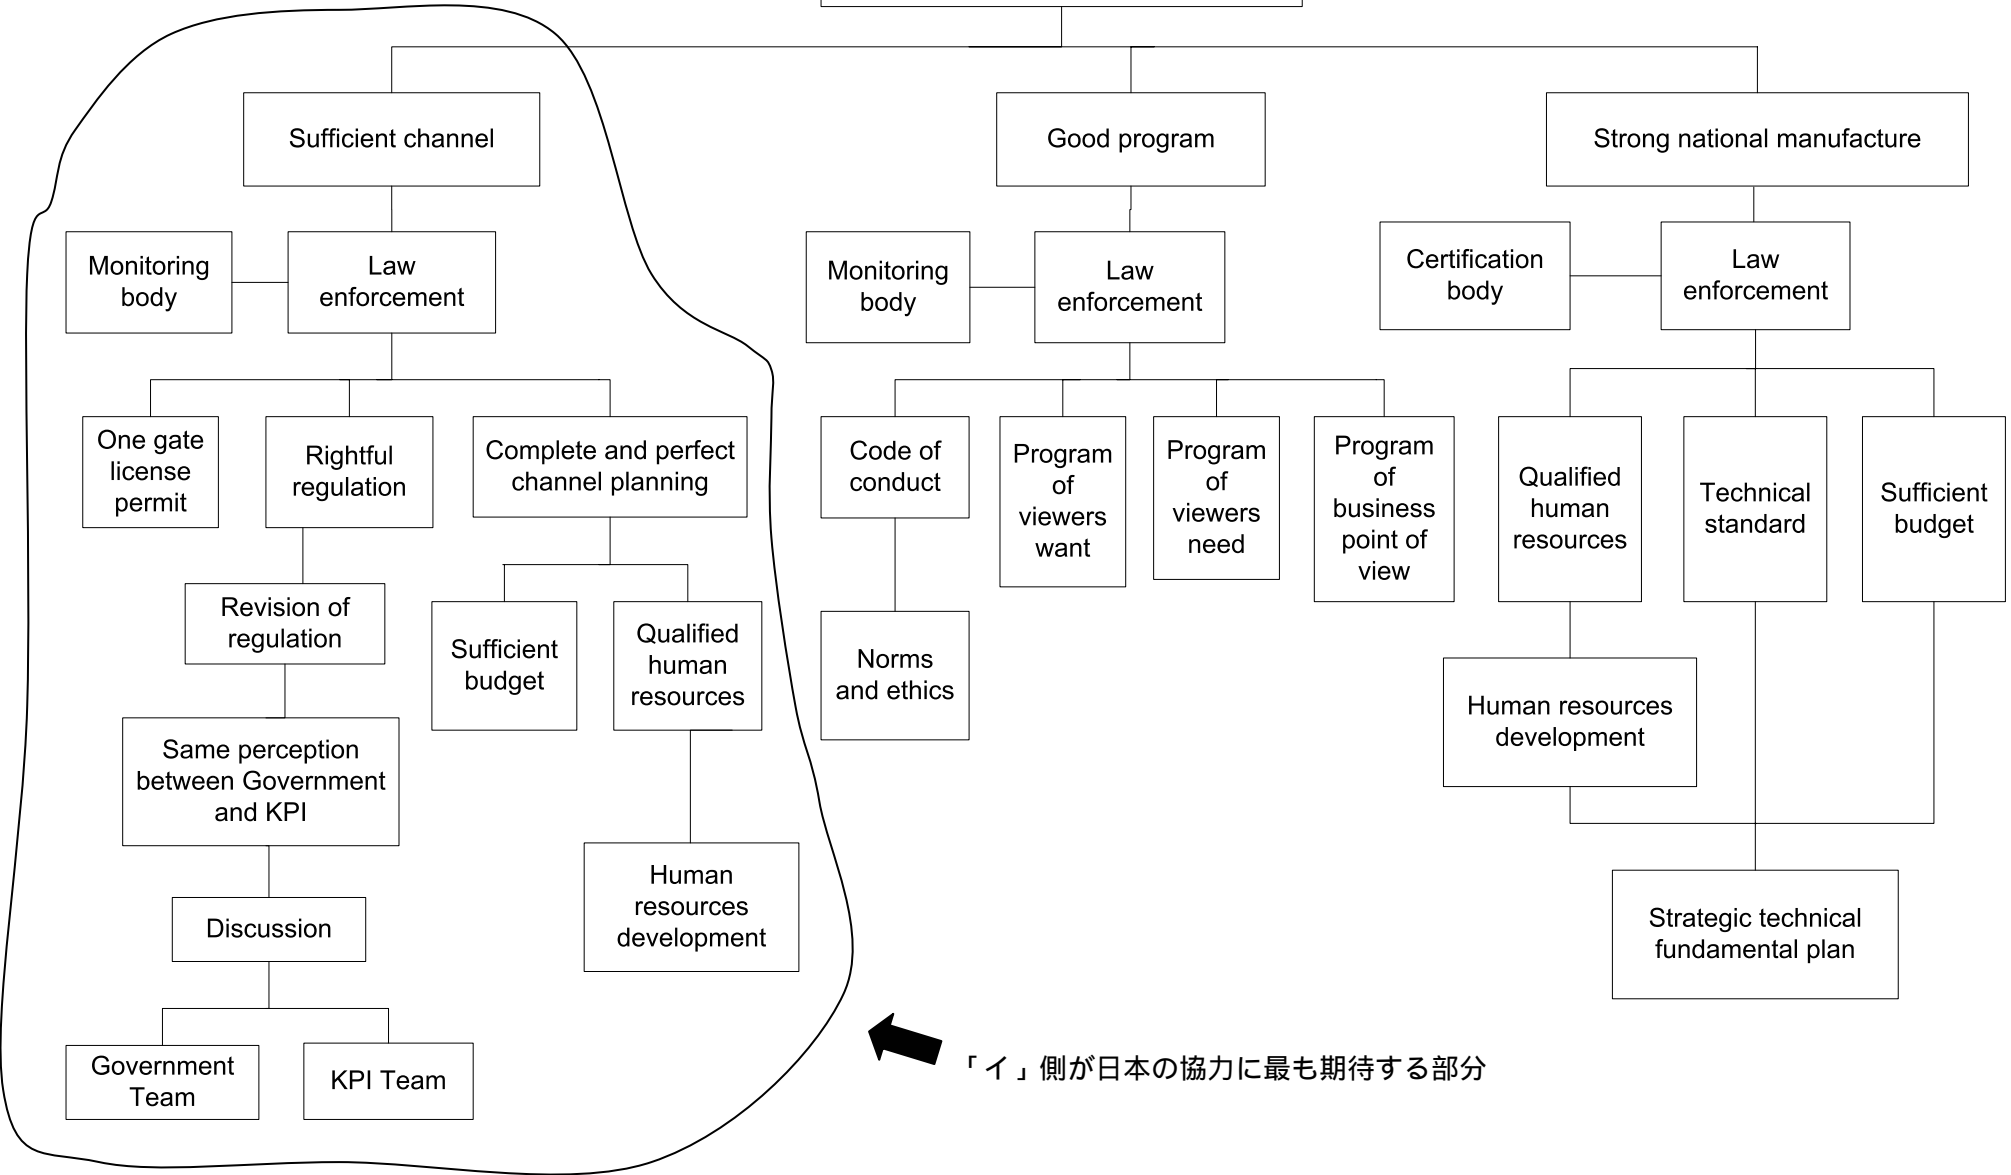 Sufficient channel
Good program
Strong national manufacture
Monitoring
body
Law
enforcement
Monitoring
body
Law
enforcement
Certification
body
Law
enforcement
One gate
license
permit
Rightful
regulation
Complete and perfect
channel planning
Code of
conduct
Program
of
viewers
want
Program
of
viewers
need
Program
of
business
point of
view
Qualified
human
resources
Technical
standard
Sufficient
budget
Revision of
regulation
Sufficient
budget
Qualified
human
resources
Norms
and ethics
Human resources
development
Same perception
between Government
and KPI
Human
resources
development
Discussion
Strategic technical
fundamental plan
Government
Team
KPI Team
「イ」側が日本の協力に最も期待する部分